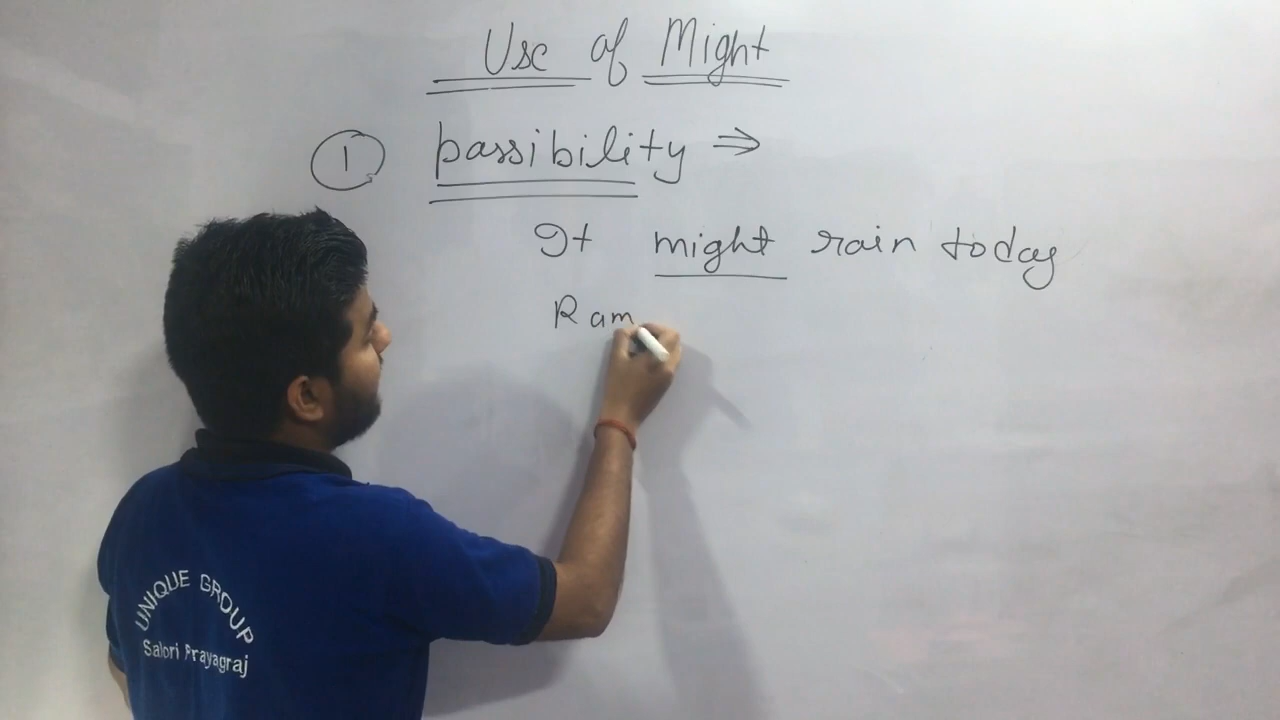 Use of Might
1 passibility ⇒
It might rain today
Ram
UNIQUE GROUP
Salori Prayagraj